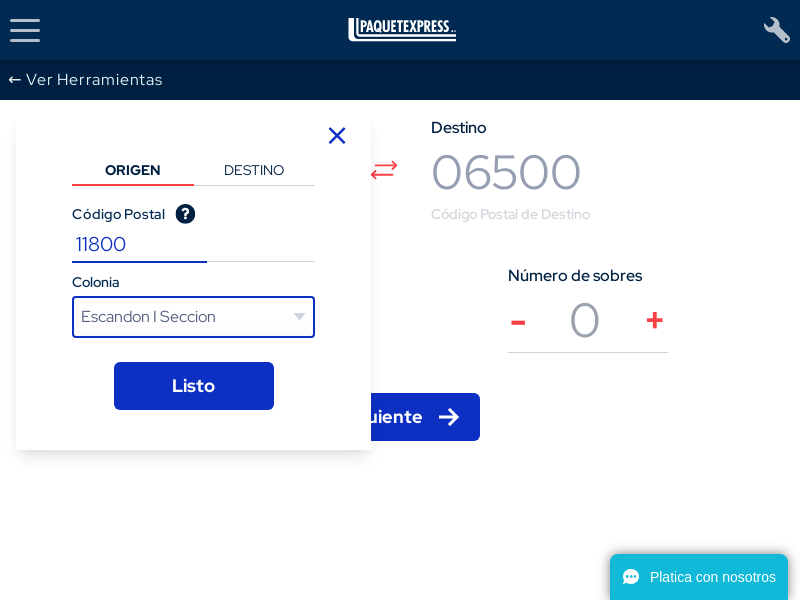 PAQUETEXPRESS
← Ver Herramientas
ORIGEN
DESTINO
Código Postal ?
11800
Colonia
Escandon I Seccion
Listo
Destino
06500
Código Postal de Destino
Número de sobres
- 0 +
uiente →
Platica con nosotros